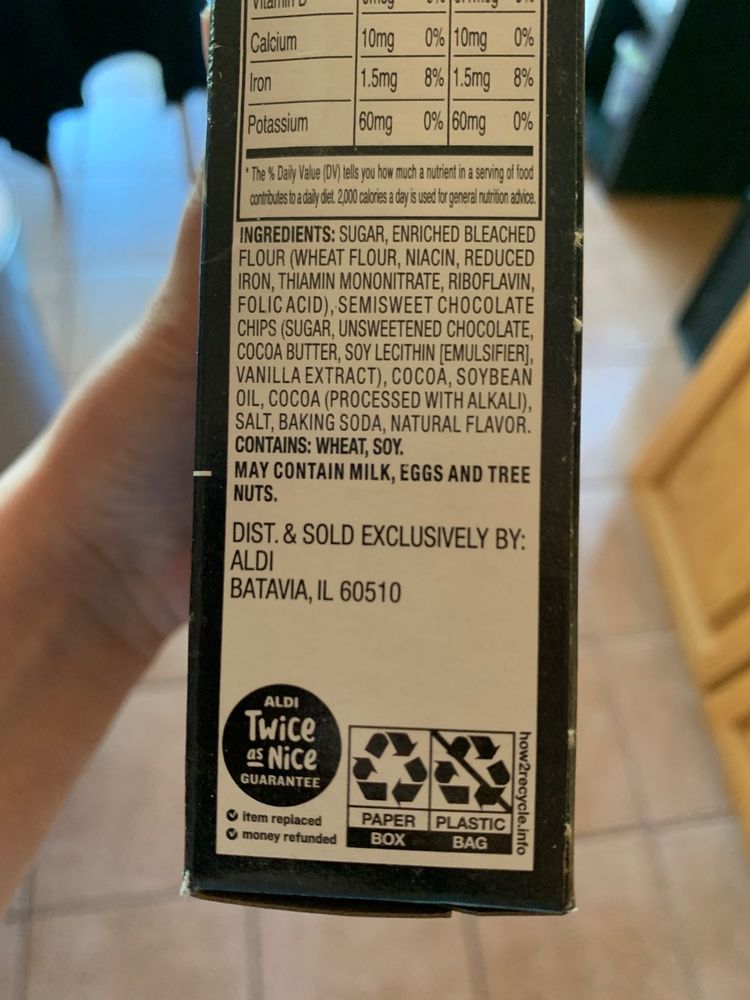 Calcium 10mg 0% 10mg 0%
Iron 1.5mg 8% 1.5mg 8%
Potassium 60mg 0% 60mg 0%
* The % Daily Value (DV) tells you how much a nutrient in a serving of food
contributes to a daily diet. 2,000 calories a day is used for general nutrition advice.
INGREDIENTS: SUGAR, ENRICHED BLEACHED
FLOUR (WHEAT FLOUR, NIACIN, REDUCED
IRON, THIAMIN MONONITRATE, RIBOFLAVIN,
FOLIC ACID), SEMISWEET CHOCOLATE
CHIPS (SUGAR, UNSWEETENED CHOCOLATE,
COCOA BUTTER, SOY LECITHIN [EMULSIFIER],
VANILLA EXTRACT), COCOA, SOYBEAN
OIL, COCOA (PROCESSED WITH ALKALI),
SALT, BAKING SODA, NATURAL FLAVOR.
CONTAINS: WHEAT, SOY.
MAY CONTAIN MILK, EGGS AND TREE
NUTS.
DIST. & SOLD EXCLUSIVELY BY:
ALDI
BATAVIA, IL 60510
ALDI
Twice
as Nice
GUARANTEE
item replaced
money refunded
PAPER
BOX
PLASTIC
BAG
how2recycle.info